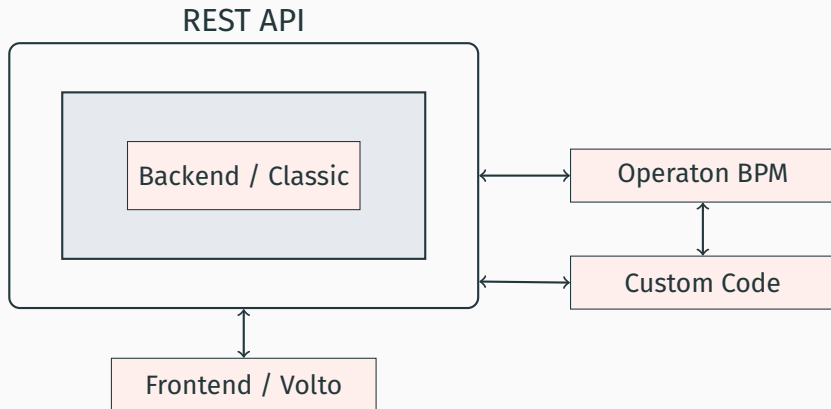 REST API
Backend / Classic
Operaton BPM
Custom Code
Frontend / Volto